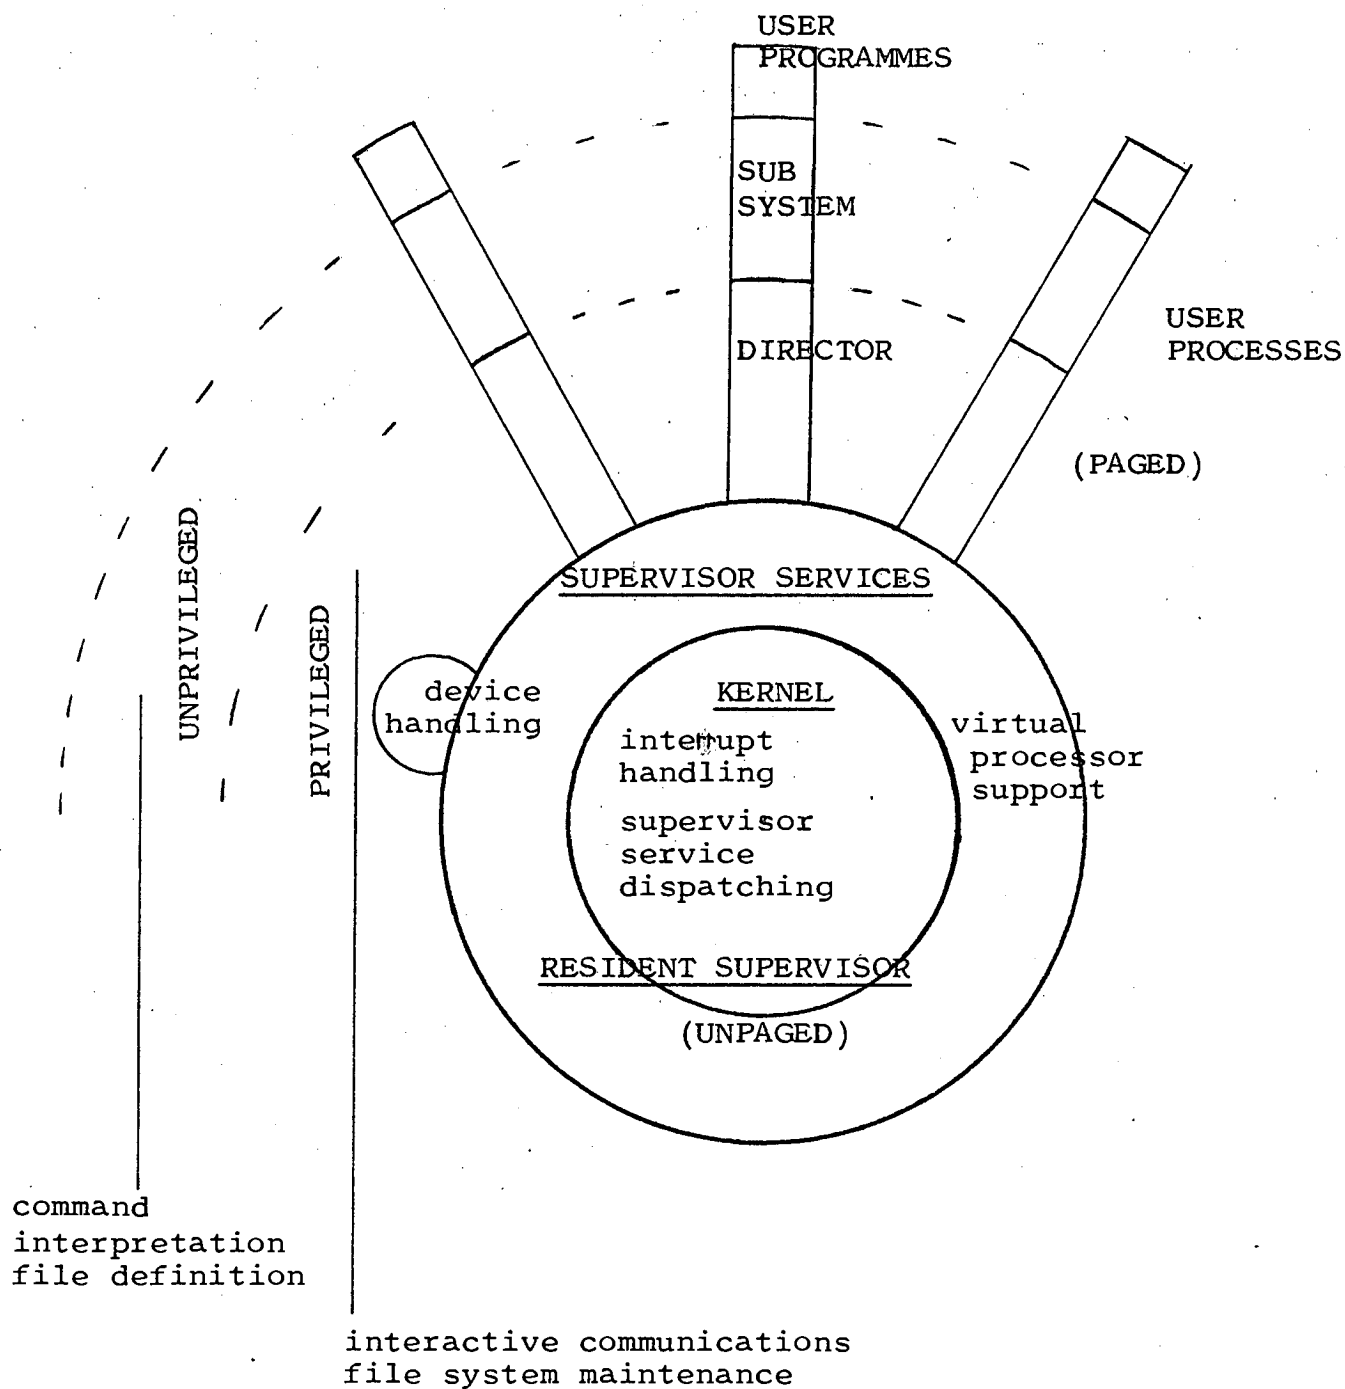 USER
PROGRAMMES
SUB
SYSTEM
DIRECTOR
USER
PROCESSES
(PAGED)
UNPRIVILEGED
PRIVILEGED
SUPERVISOR SERVICES
device
handling
KERNEL
interrupt
handling
supervisor
service
dispatching
virtual
processor
support
RESIDENT SUPERVISOR
(UNPAGED)
command
interpretation
file definition
interactive communications
file system maintenance